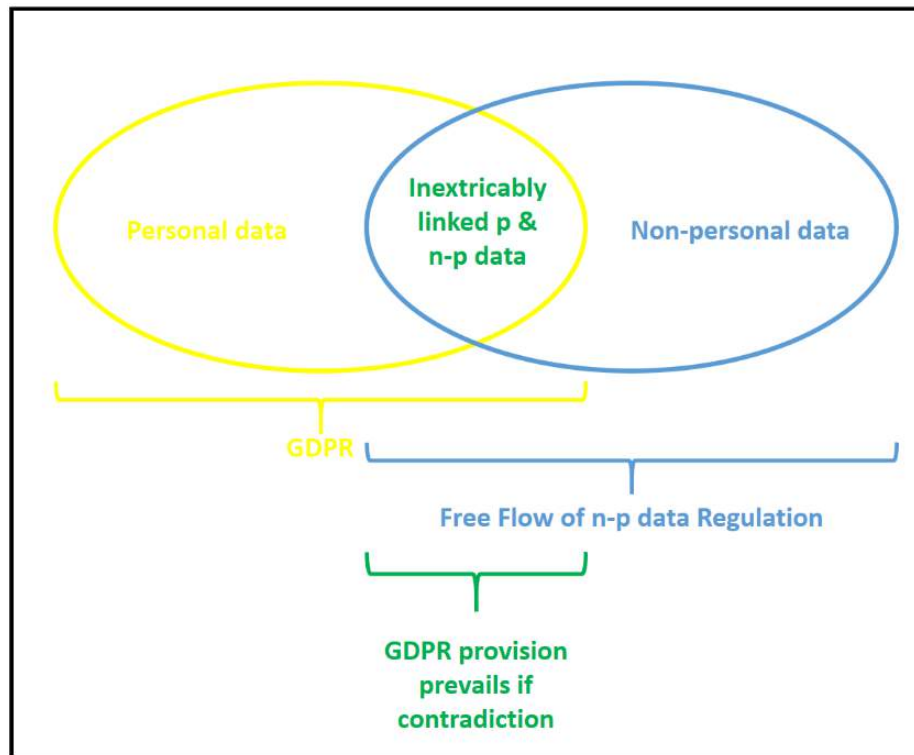 Personal data
Inextricably
linked p &
n-p data
Non-personal data
GDPR
Free Flow of n-p data Regulation
GDPR provision
prevails if
contradiction